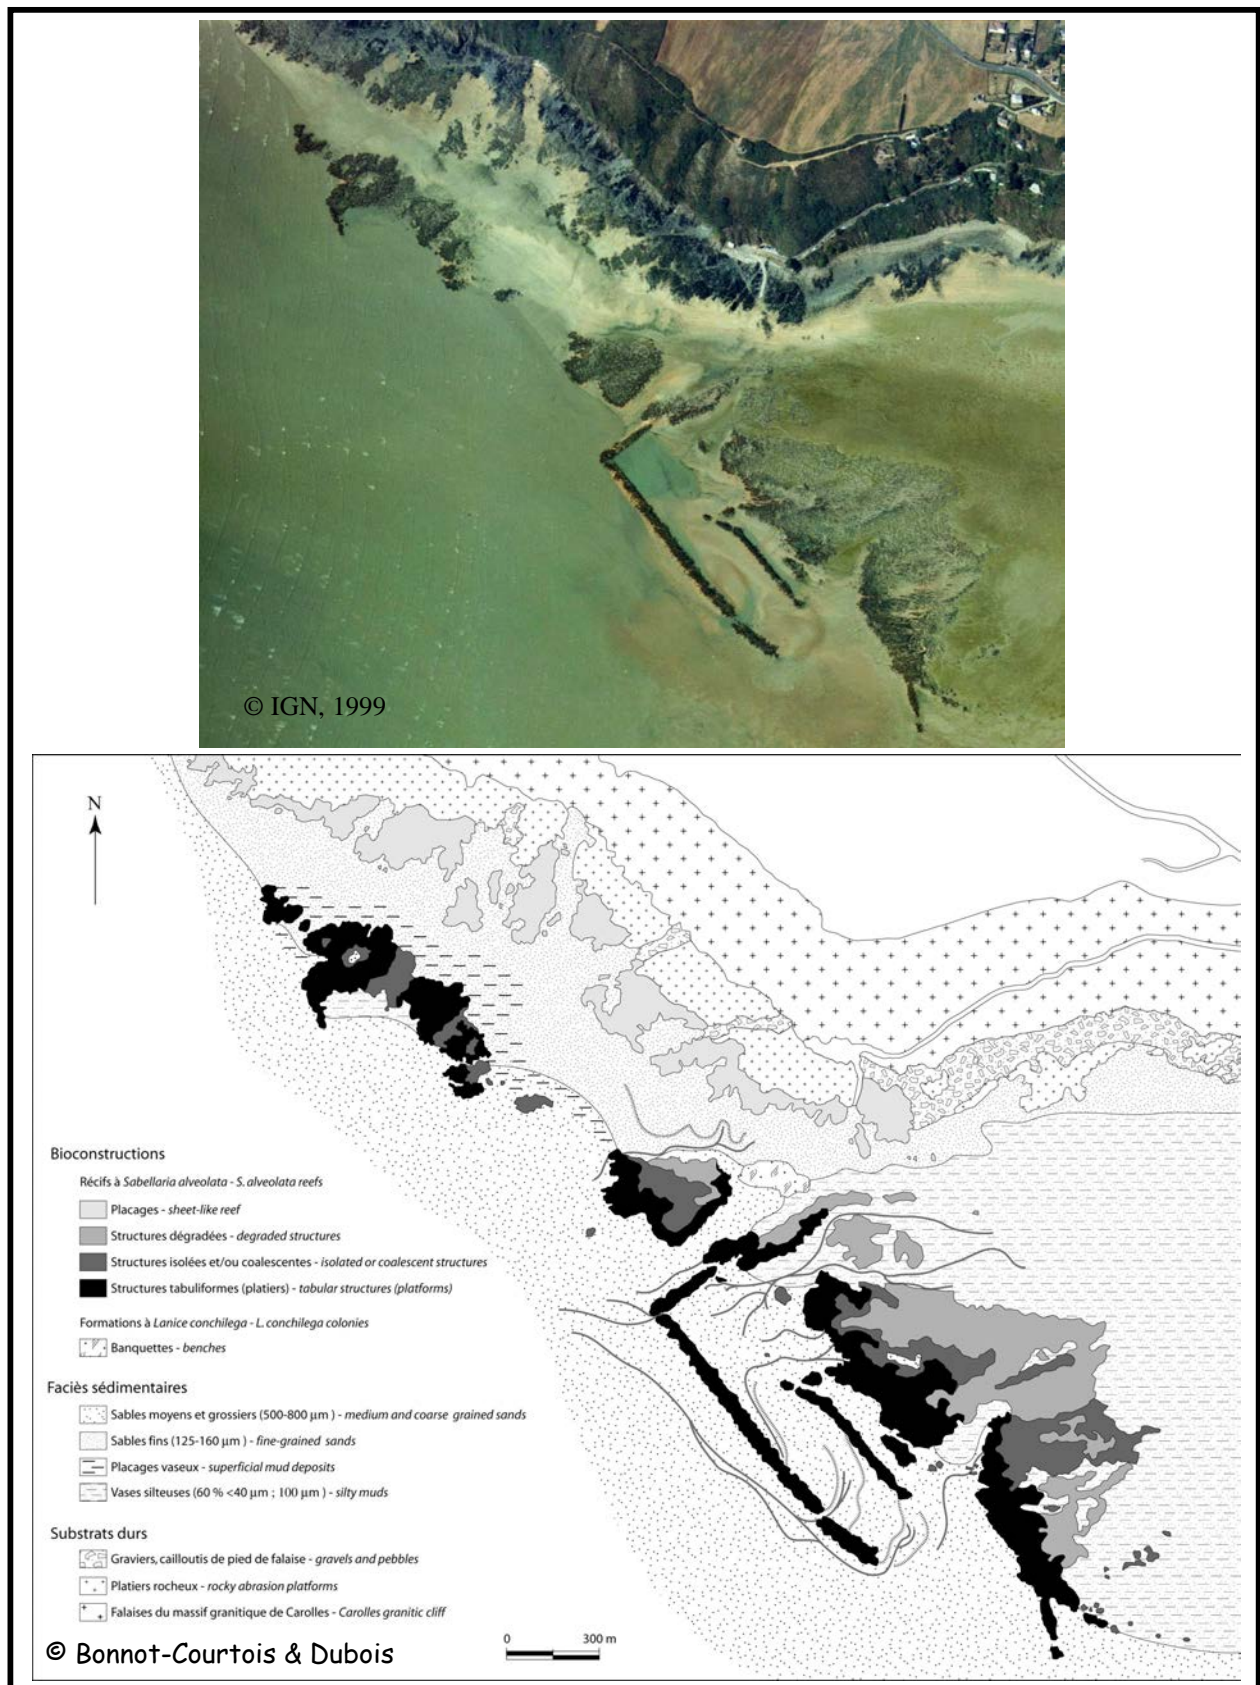 © IGN, 1999
N
Bioconstructions
Récifs à Sabellaria alveolata - S. alveolata reefs
Placages - sheet-like reef
Structures dégradées - degraded structures
Structures isolées et/ou coalescentes - isolated or coalescent structures
Structures tabuliformes (platiers) - tabular structures (platforms)
Formations à Lanice conchilega - L. conchilega colonies
Banquettes - benches
Faciès sédimentaires
Sables moyens et grossiers (500-800 µm ) - medium and coarse grained sands
Sables fins (125-160 µm ) - fine-grained sands
Placages vaseux - superficial mud deposits
Vases silteuses (60 % <40 µm ; 100 µm ) - silty muds
Substrats durs
Graviers, cailloutis de pied de falaise - gravels and pebbles
Platiers rocheux - rocky abrasion platforms
Falaises du massif granitique de Carolles - Carolles granitic cliff
0 300 m
© Bonnot-Courtois & Dubois